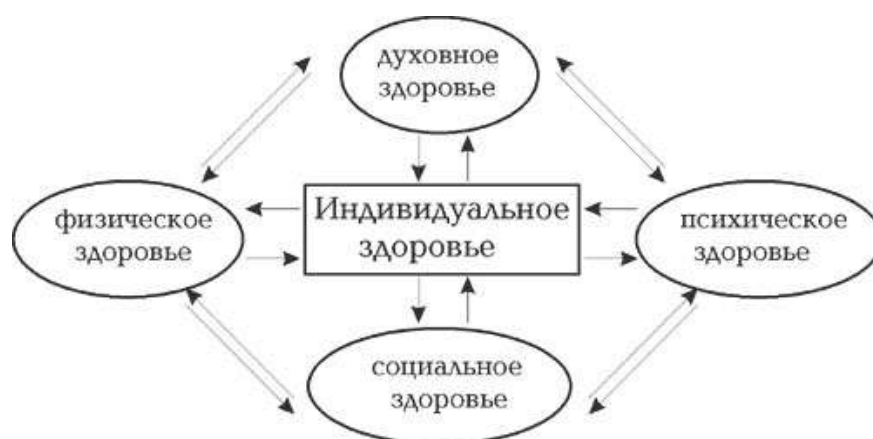 духовное
здоровье
физическое
здоровье
Индивидуальное
здоровье
психическое
здоровье
социальное
здоровье